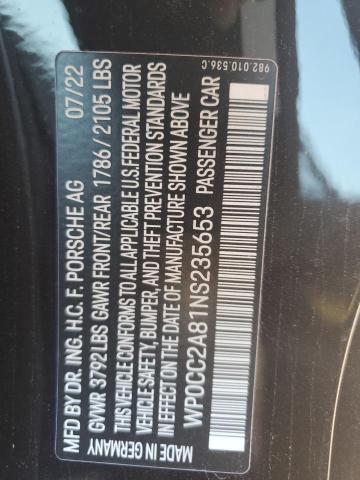 982.010.536.C
MFD BY DR. ING. H.C. F. PORSCHE AG 07/22
GVWR 3792 LBS GAWR FRONT/REAR 1786 / 2105 LBS
VEHICLE CONFORMS TO ALL APPLICABLE U.S. FEDERAL MOTOR
VEHICLE SAFETY, BUMPER, AND THEFT PREVENTION STANDARDS
IN EFFECT ON THE DATE OF MANUFACTURE SHOWN ABOVE
WP0CC2A81NS235653 PASSENGER CAR
MADE IN GERMANY